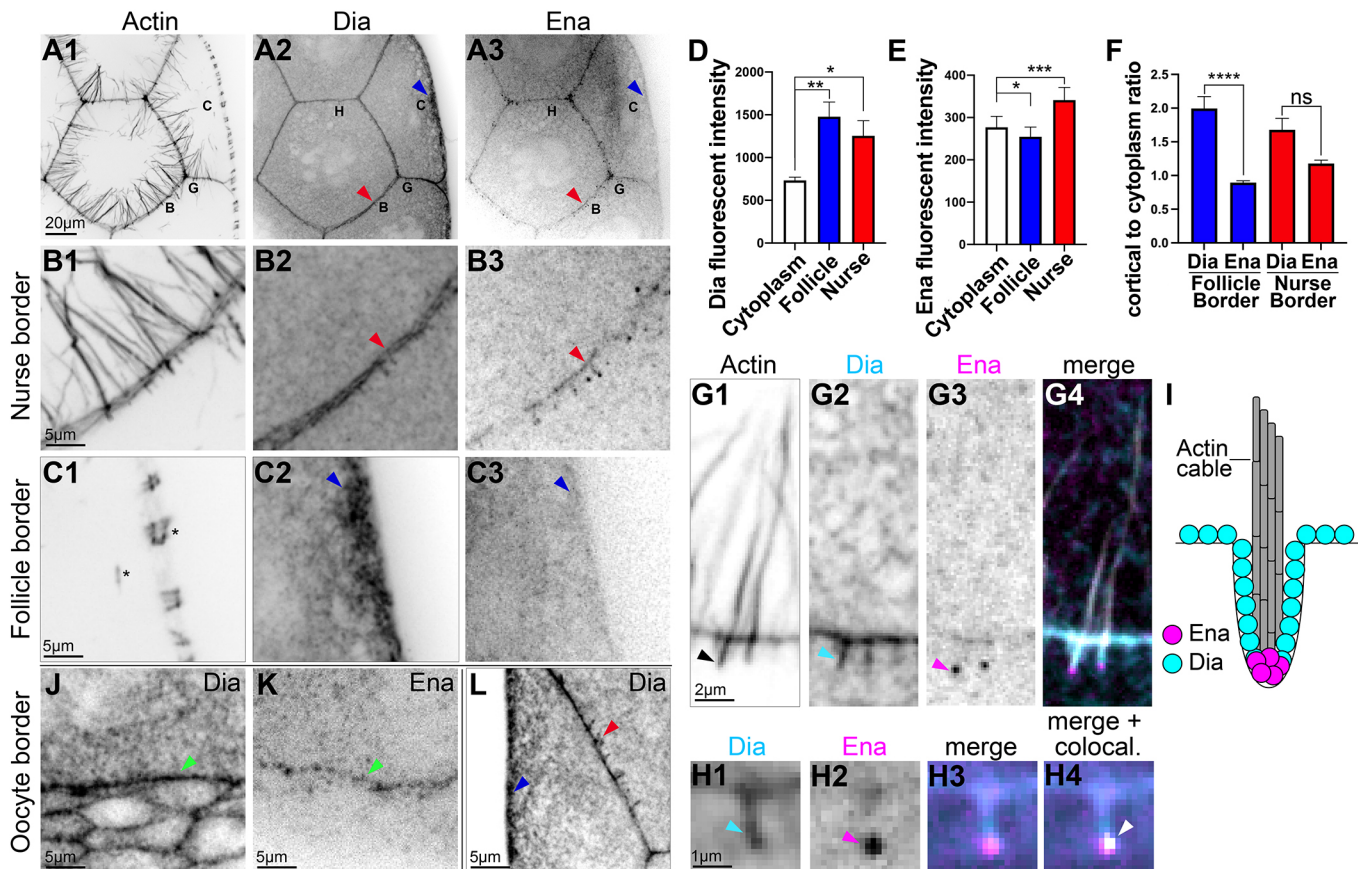 Actin Dia Ena
A1 A2 A3
C C C
H H
G G G
B B B
20µm
Nurse border
B1 B2 B3
5µm
Follicle border
C1 C2 C3
*
*
5µm
Oocyte border
J Dia K Ena L Dia
5µm 5µm 5µm
D
Dia fluorescent intensity
2000
1500
1000
500
0
*
**
Cytoplasm
Follicle
Nurse
E
Ena fluorescent intensity
400
300
200
100
0
***
*
Cytoplasm
Follicle
Nurse
F
cortical to cytoplasm ratio
2.5
2.0
1.5
1.0
0.5
0.0
****
ns
Dia Ena Dia Ena
Follicle Nurse
Border Border
Actin Dia Ena merge
G1 G2 G3 G4
2µm
I
Actin
cable
Ena
Dia
Dia Ena merge merge +
colocal.
H1 H2 H3 H4
1µm